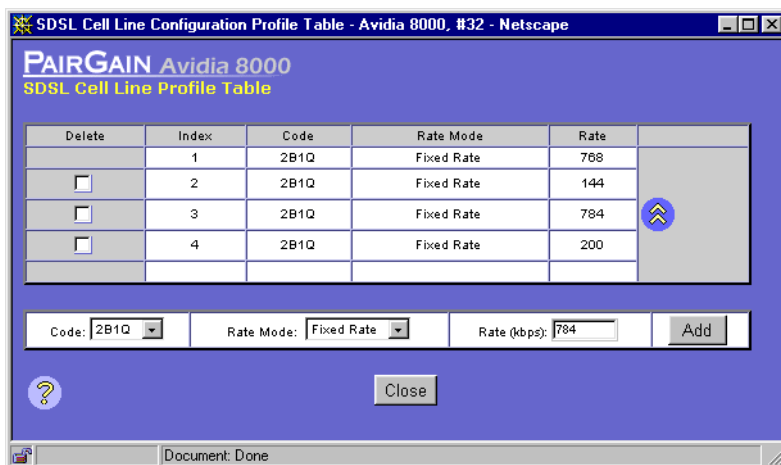 SDSL Cell Line Configuration Profile Table - Avidia 8000, #32 - Netscape
PAIRGAIN Avidia 8000
SDSL Cell Line Profile Table
Delete Index Code Rate Mode Rate
1 2B1Q Fixed Rate 768
2 2B1Q Fixed Rate 144
3 2B1Q Fixed Rate 784
4 2B1Q Fixed Rate 200
Code: 2B1Q Rate Mode: Fixed Rate Rate (kbps): 784 Add
? Close
Document: Done